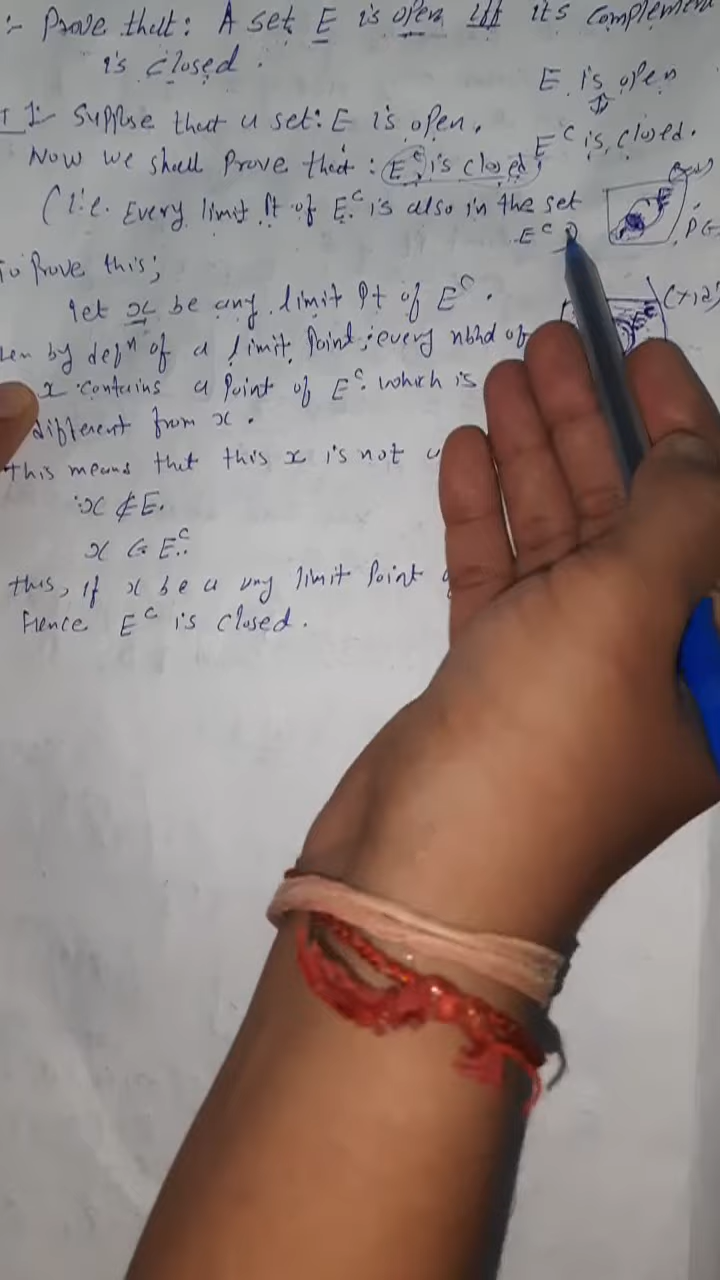 :- Prove that: A set E is open iff its complement
is closed.
E is open
⇕
E^c is closed.
1:- Suppose that a set: E is open.
Now we shall Prove that: E^c is closed,
(i.e. Every limit pt of E^c is also in the set
E^c)
To Prove this;
let x be any limit pt of E^c.
by defn of a limit Point; every nbhd of
x contains a Point of E^c which is
different from x.
This means that this x is not
x ∉ E.
x ∈ E^c.
this, if x be a any limit Point
Hence E^c is closed.